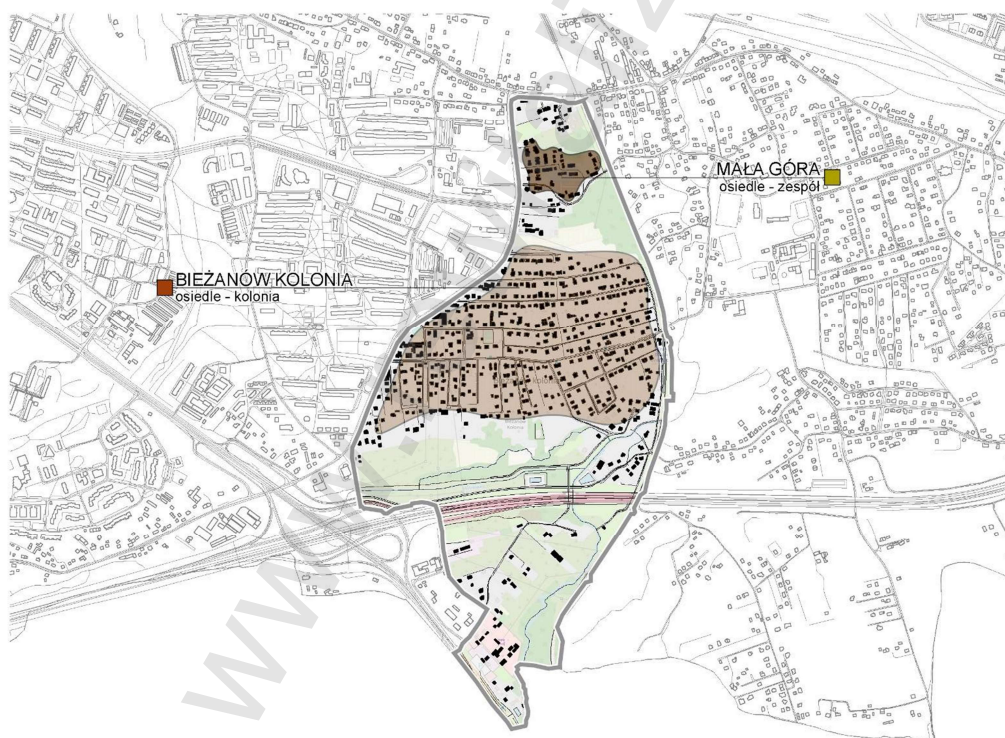 MAŁA GÓRA
osiedle - zespół
BIEŻANÓW KOLONIA
osiedle - kolonia